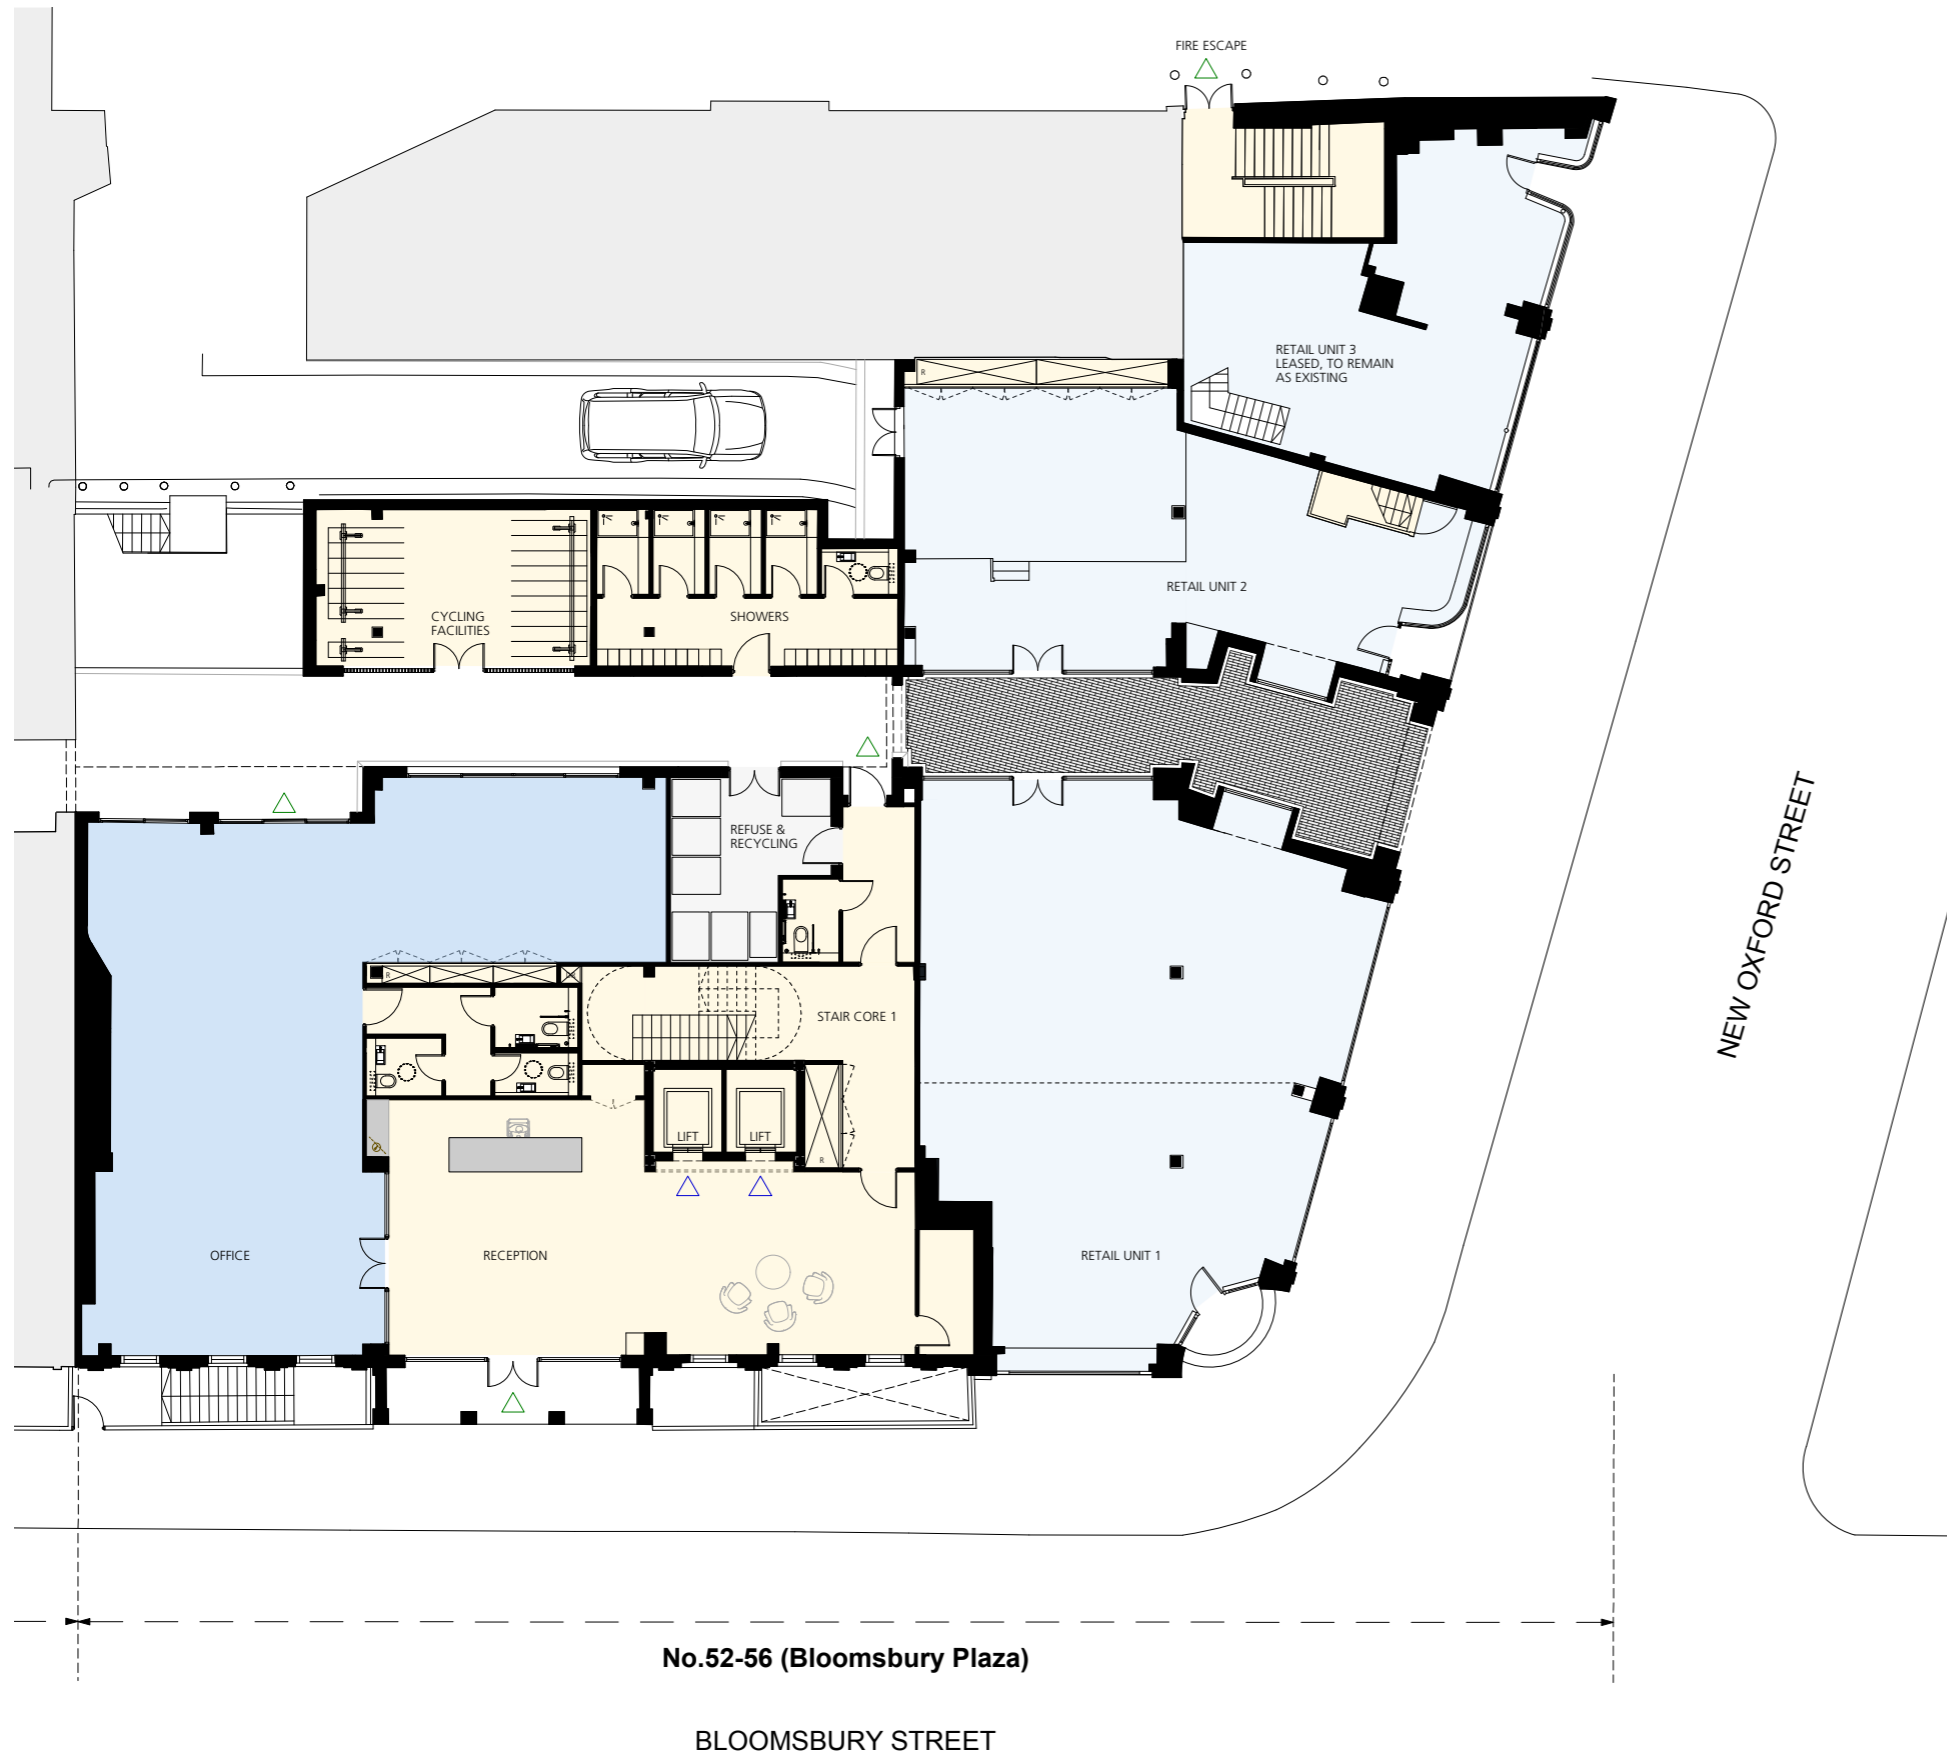 FIRE ESCAPE
RETAIL UNIT 3
LEASED, TO REMAIN
AS EXISTING
R
RETAIL UNIT 2
CYCLING
FACILITIES
SHOWERS
REFUSE &
RECYCLING
NEW OXFORD STREET
R
STAIR CORE 1
LIFT
LIFT
R
OFFICE
RECEPTION
RETAIL UNIT 1
No.52-56 (Bloomsbury Plaza)
BLOOMSBURY STREET